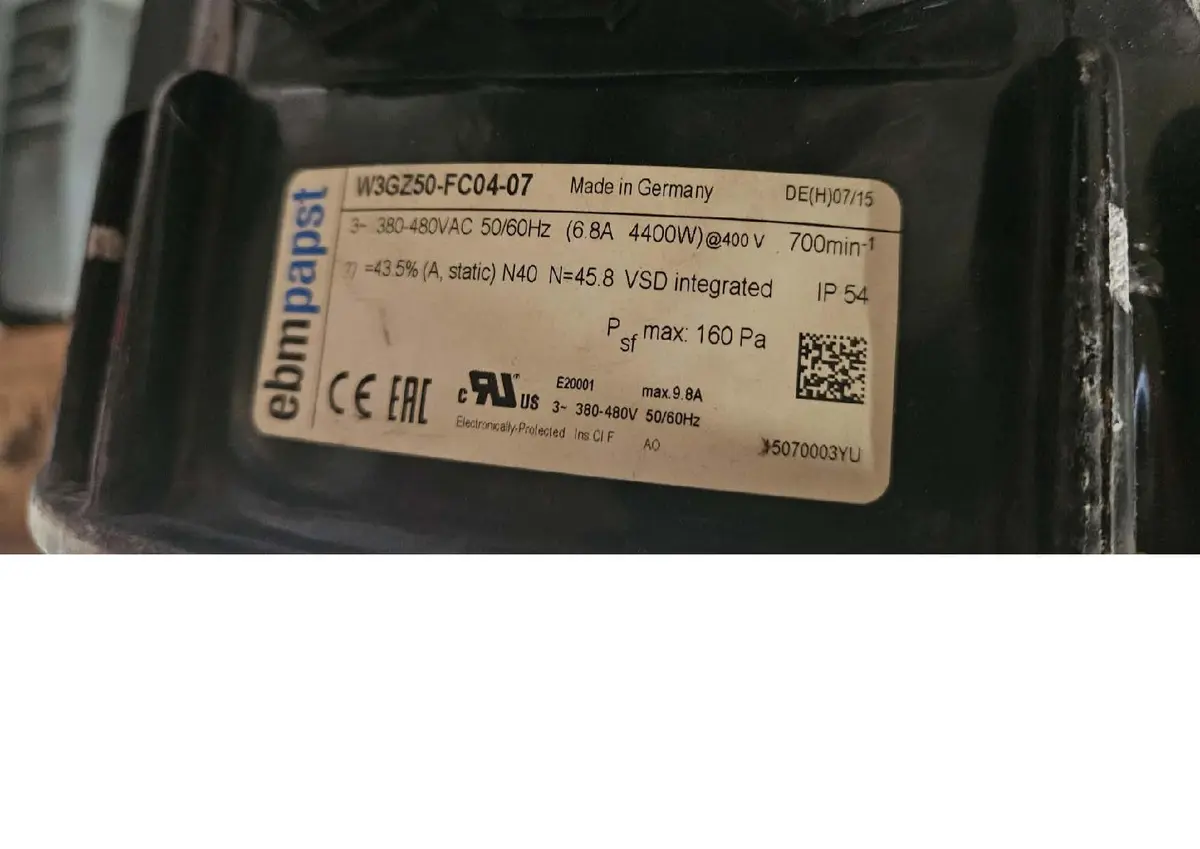 ebmpapst
W3GZ50-FC04-07 Made in Germany DE(H)07/15
3~ 380-480VAC 50/60Hz (6.8A 4400W)@400 V 700min-1
η =43.5% (A, static) N40 N=45.8 VSD integrated IP 54
Psf max: 160 Pa
CE EAC c RU US E20001 max.9.8A
3~ 380-480V 50/60Hz
Electronically-Protected Ins Cl F AO
5070003YU